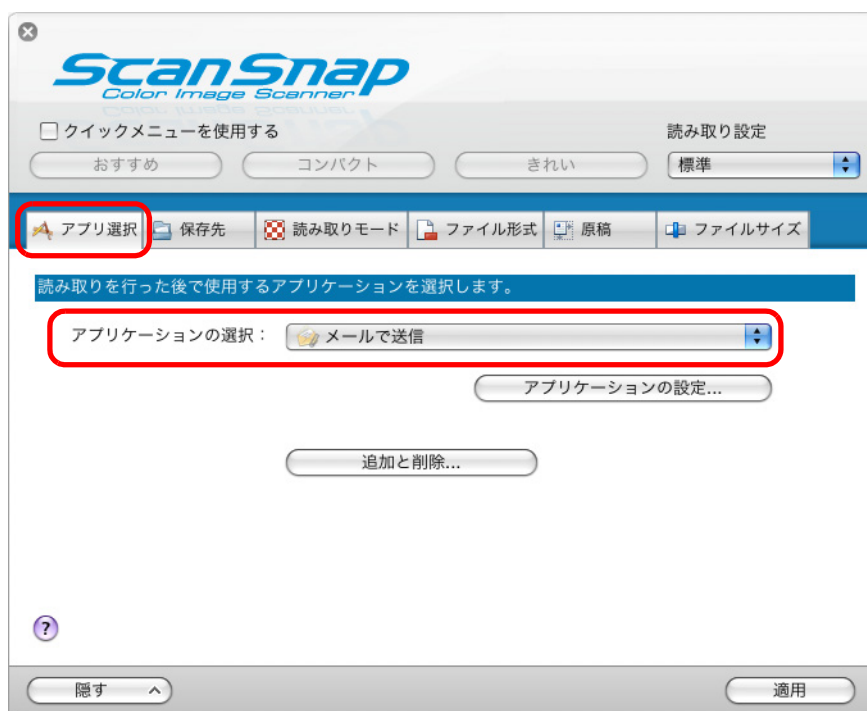 ScanSnap
Color Image Scanner
クイックメニューを使用する
読み取り設定
おすすめ
コンパクト
きれい
標準
アプリ選択
保存先
読み取りモード
ファイル形式
原稿
ファイルサイズ
読み取りを行った後で使用するアプリケーションを選択します。
アプリケーションの選択：
メールで送信
アプリケーションの設定...
追加と削除...
?
隠す
適用